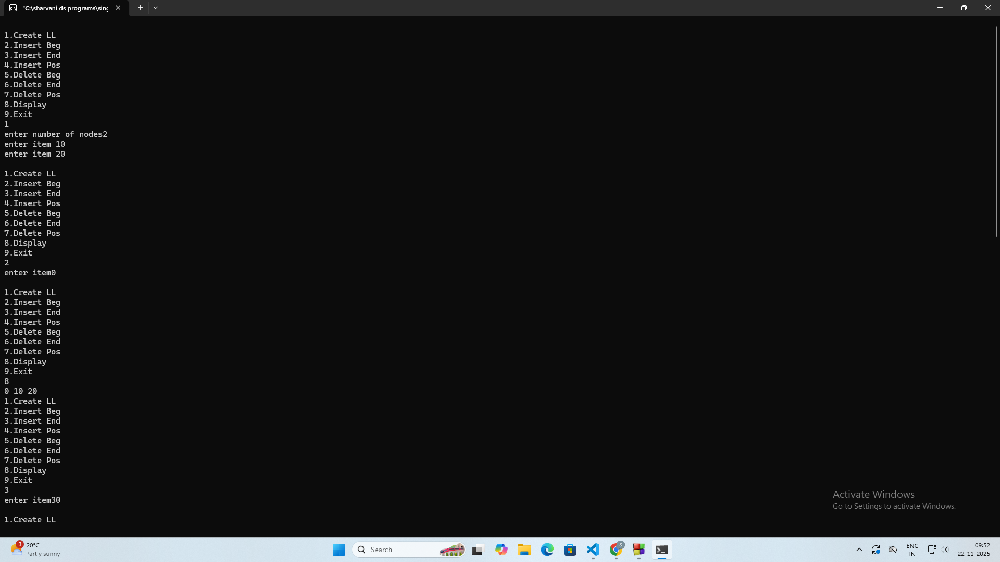 "C:\sharvani ds programs\sing
1.Create LL
2.Insert Beg
3.Insert End
4.Insert Pos
5.Delete Beg
6.Delete End
7.Delete Pos
8.Display
9.Exit
1
enter number of nodes2
enter item 10
enter item 20
1.Create LL
2.Insert Beg
3.Insert End
4.Insert Pos
5.Delete Beg
6.Delete End
7.Delete Pos
8.Display
9.Exit
2
enter item0
1.Create LL
2.Insert Beg
3.Insert End
4.Insert Pos
5.Delete Beg
6.Delete End
7.Delete Pos
8.Display
9.Exit
8
0 10 20
1.Create LL
2.Insert Beg
3.Insert End
4.Insert Pos
5.Delete Beg
6.Delete End
7.Delete Pos
8.Display
9.Exit
3
enter item30
1.Create LL
Activate Windows
Go to Settings to activate Windows.
3
20°C
Partly sunny
Search
S
ENG
IN
09:52
22-11-2025